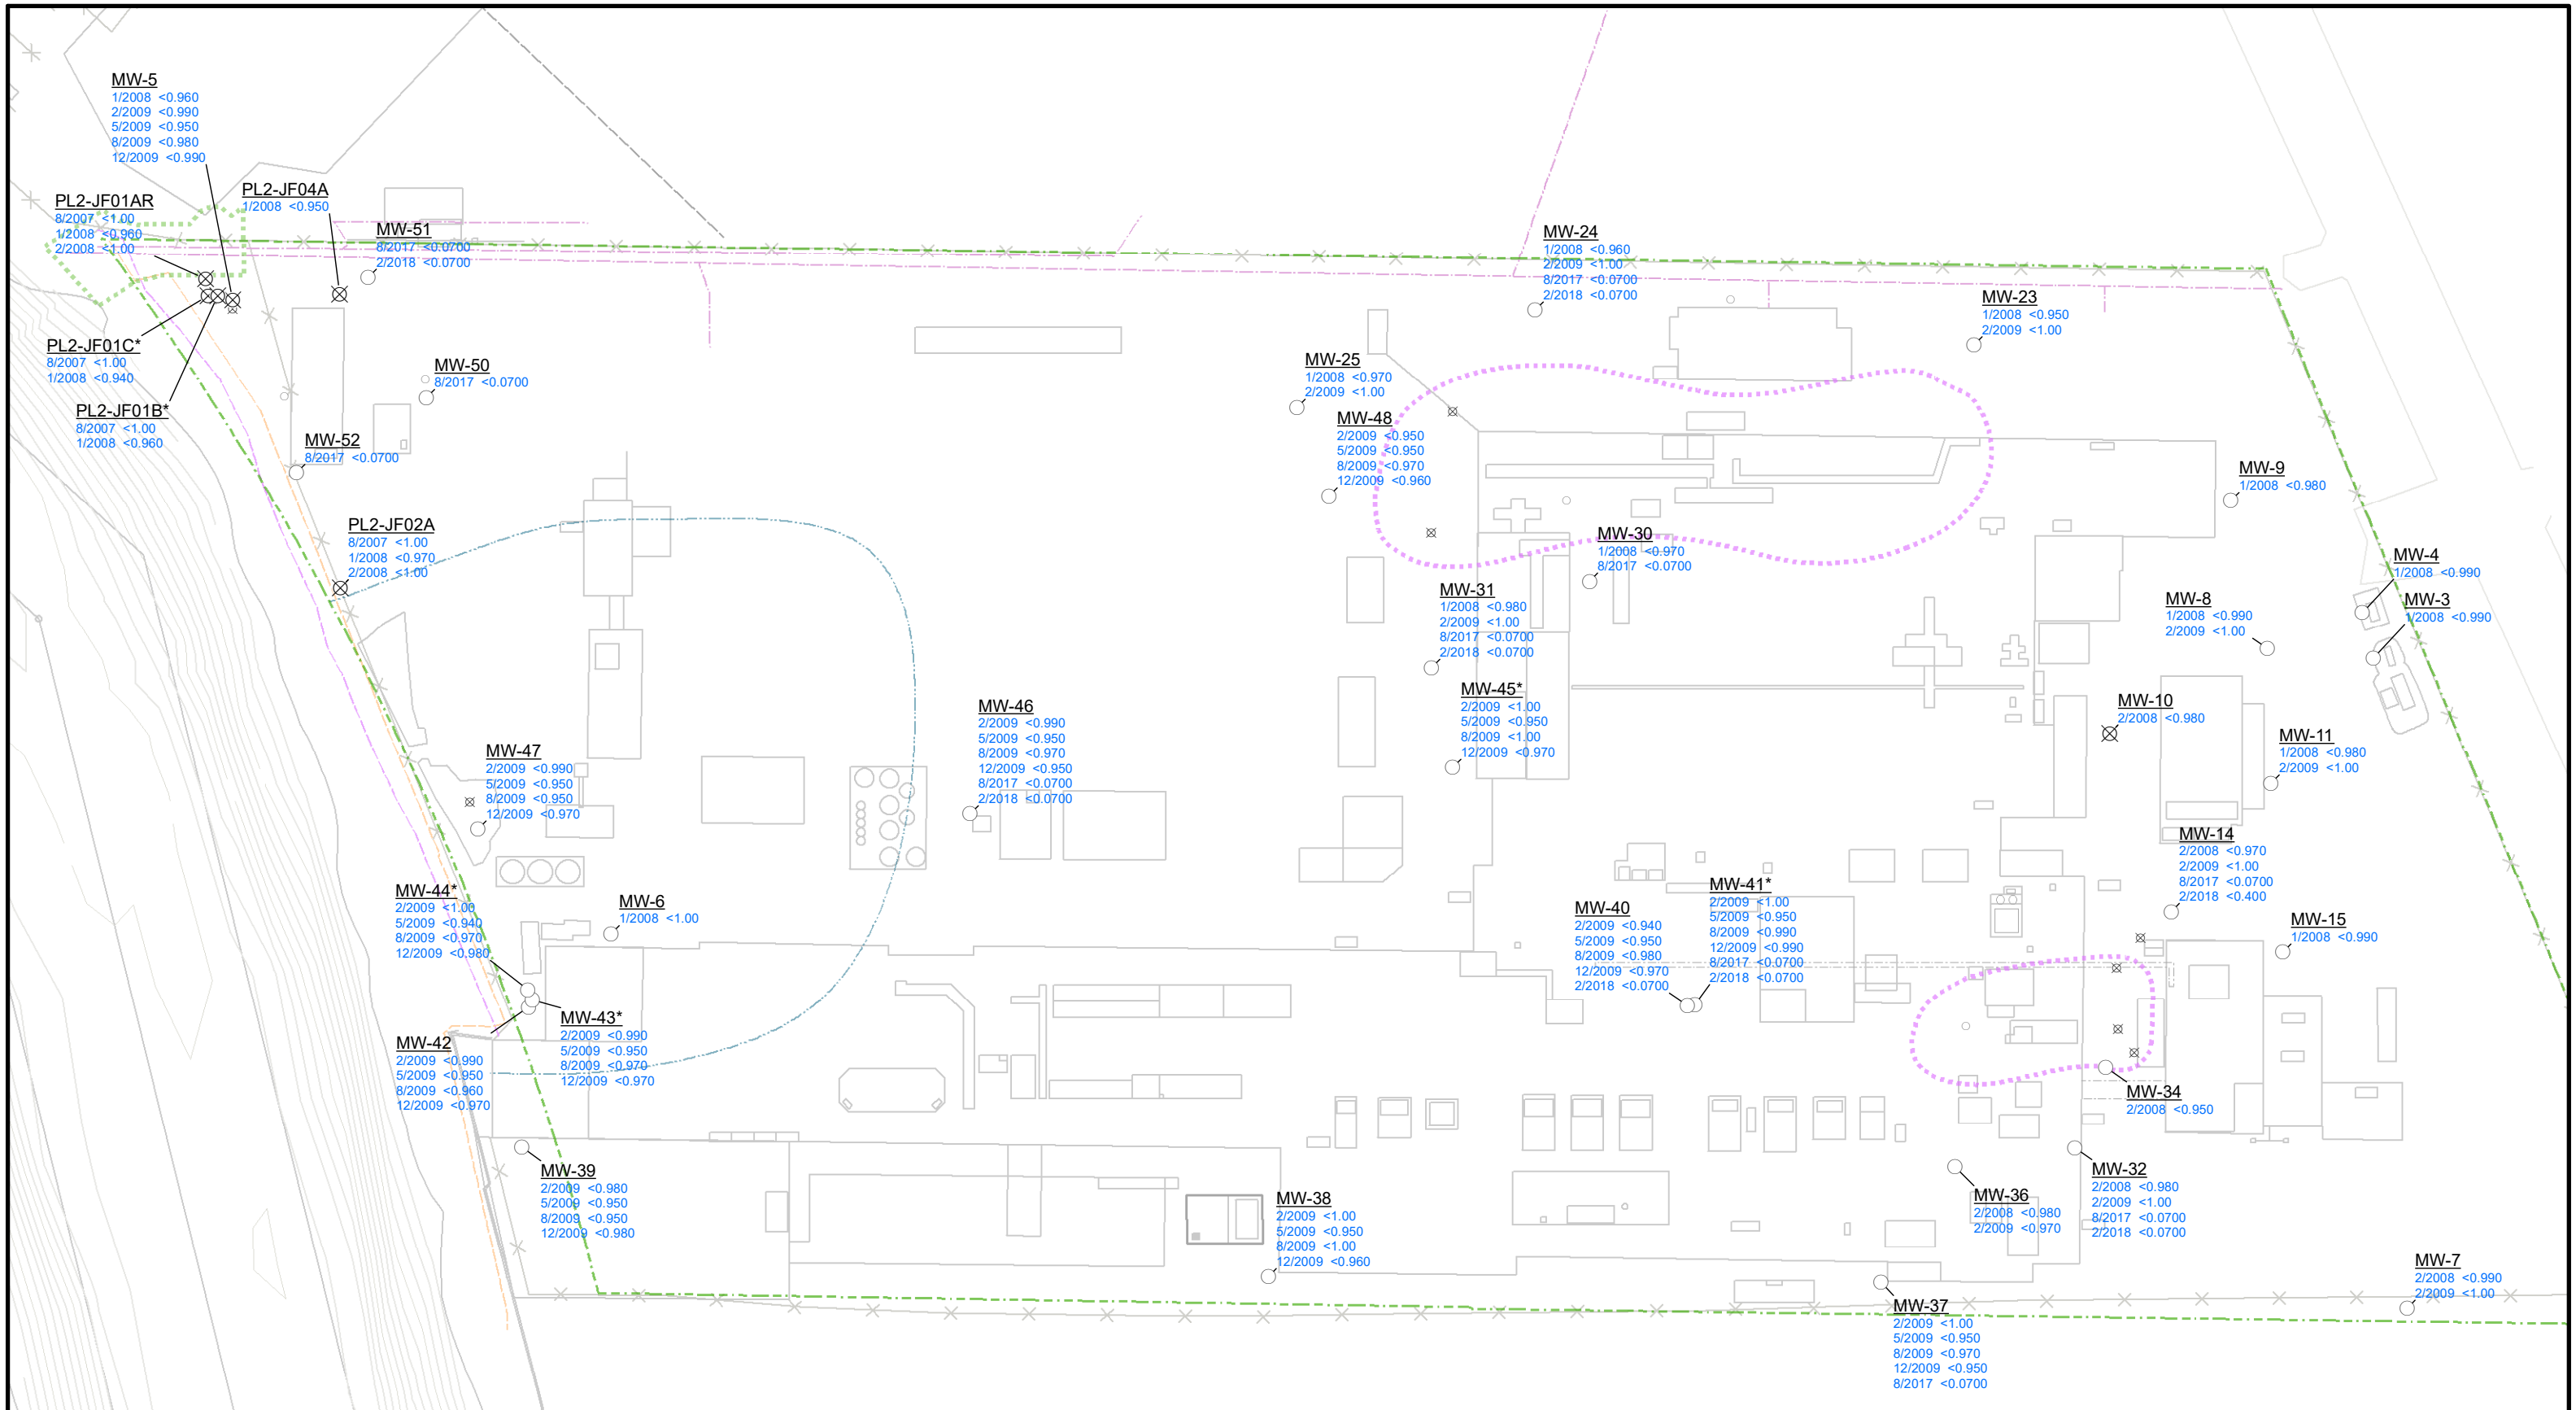 MW-5
1/2008 <0.960
2/2009 <0.990
5/2009 <0.950
8/2009 <0.980
12/2009 <0.990
PL2-JF01AR
8/2007 <1.00
1/2008 <0.960
2/2008 <1.00
PL2-JF04A
1/2008 <0.950
MW-51
8/2017 <0.0700
2/2018 <0.0700
PL2-JF01C*
8/2007 <1.00
1/2008 <0.940
PL2-JF01B*
8/2007 <1.00
1/2008 <0.960
MW-50
8/2017 <0.0700
MW-52
8/2017 <0.0700
PL2-JF02A
8/2007 <1.00
1/2008 <0.970
2/2008 <1.00
MW-24
1/2008 <0.960
2/2009 <1.00
8/2017 <0.0700
2/2018 <0.0700
MW-23
1/2008 <0.950
2/2009 <1.00
MW-25
1/2008 <0.970
2/2009 <1.00
MW-48
2/2009 <0.950
5/2009 <0.950
8/2009 <0.970
12/2009 <0.960
MW-9
1/2008 <0.980
MW-30
1/2008 <0.970
8/2017 <0.0700
MW-31
1/2008 <0.980
2/2009 <1.00
8/2017 <0.0700
2/2018 <0.0700
MW-4
1/2008 <0.990
MW-3
1/2008 <0.990
MW-8
1/2008 <0.990
2/2009 <1.00
MW-45*
2/2009 <1.00
5/2009 <0.950
8/2009 <1.00
12/2009 <0.970
MW-46
2/2009 <0.990
5/2009 <0.950
8/2009 <0.970
12/2009 <0.950
8/2017 <0.0700
2/2018 <0.0700
MW-10
2/2008 <0.980
MW-11
1/2008 <0.980
2/2009 <1.00
MW-47
2/2009 <0.990
5/2009 <0.950
8/2009 <0.950
12/2009 <0.970
MW-14
2/2008 <0.970
2/2009 <1.00
8/2017 <0.0700
2/2018 <0.400
MW-44*
2/2009 <1.00
5/2009 <0.940
8/2009 <0.970
12/2009 <0.980
MW-6
1/2008 <1.00
MW-40
2/2009 <0.940
5/2009 <0.950
8/2009 <0.980
12/2009 <0.970
2/2018 <0.0700
MW-41*
2/2009 <1.00
5/2009 <0.950
8/2009 <0.990
12/2009 <0.990
8/2017 <0.0700
2/2018 <0.0700
MW-15
1/2008 <0.990
MW-43*
2/2009 <0.990
5/2009 <0.950
8/2009 <0.970
12/2009 <0.970
MW-42
2/2009 <0.990
5/2009 <0.950
8/2009 <0.960
12/2009 <0.970
MW-34
2/2008 <0.950
MW-39
2/2009 <0.980
5/2009 <0.950
8/2009 <0.950
12/2009 <0.980
MW-38
2/2009 <1.00
5/2009 <0.950
8/2009 <1.00
12/2009 <0.960
MW-36
2/2008 <0.980
2/2009 <0.970
MW-32
2/2008 <0.980
2/2009 <1.00
8/2017 <0.0700
2/2018 <0.0700
MW-7
2/2008 <0.990
2/2009 <1.00
MW-37
2/2009 <1.00
5/2009 <0.950
8/2009 <0.970
12/2009 <0.950
8/2017 <0.0700